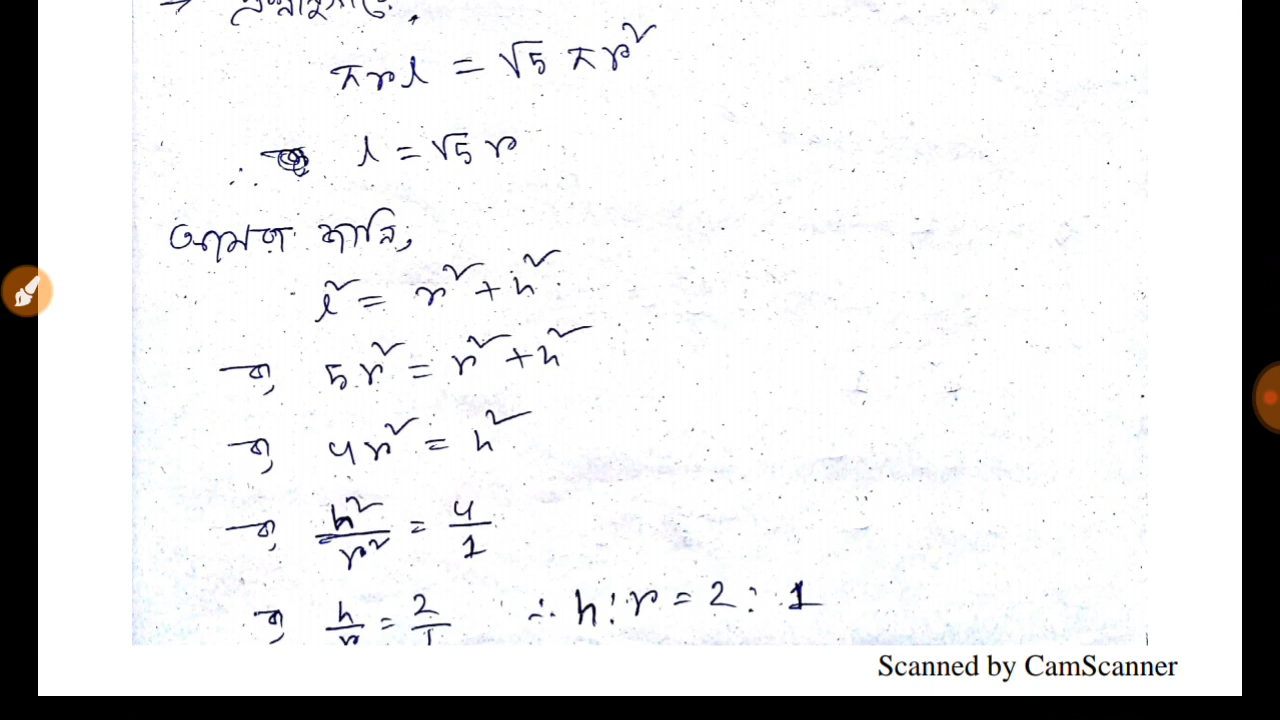 → প্রশ্নানুসারে,
πrl = √5 πr²
∴ l = √5 r
আমরা জানি,
l² = r² + h²
বা, 5r² = r² + h²
বা, 4r² = h²
বা, h²/r² = 4/1
বা, h/r = 2/1 ∴ h : r = 2 : 1
Scanned by CamScanner